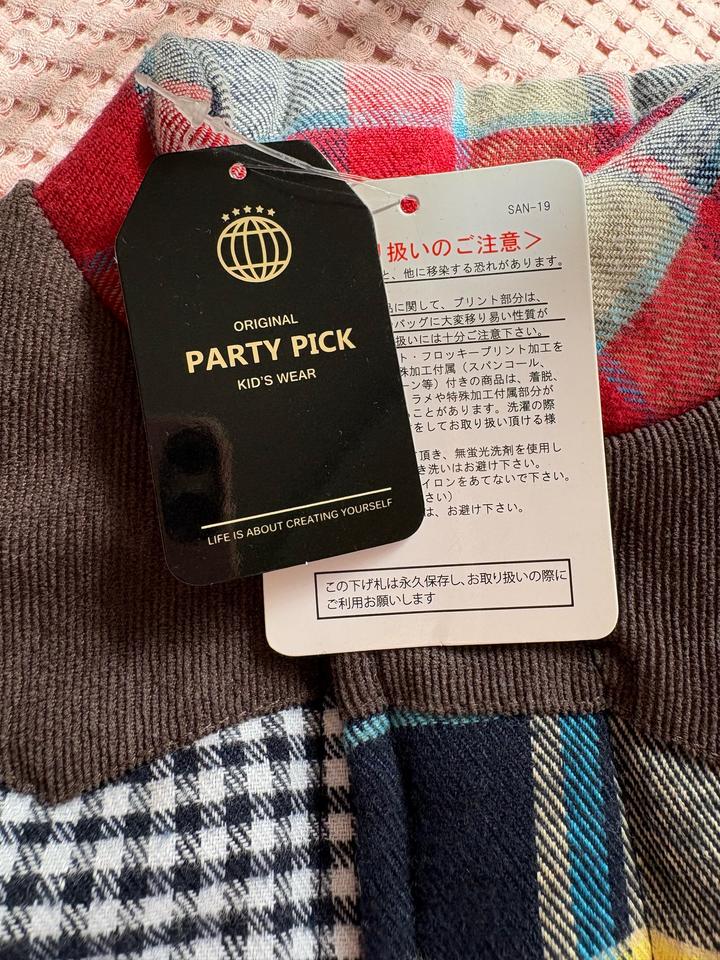 ORIGINAL
PARTY PICK
KID'S WEAR
LIFE IS ABOUT CREATING YOURSELF
SAN-19
扱いのご注意＞
と、他に移染する恐れがあります。
に関して、プリント部分は、
バッグに大変移り易い性質が
扱いには十分ご注意下さい。
ト・フロッキープリント加工を
殊加工付属（スパンコール、
ーン等）付きの商品は、着脱、
ラメや特殊加工付属部分が
ことがあります。洗濯の際
をしてお取り扱い頂ける様
頂き、無蛍光洗剤を使用し
き洗いはお避け下さい。
イロンをあてないで下さい。
さい）
は、お避け下さい。
この下げ札は永久保存し、お取り扱いの際に
ご利用お願いします